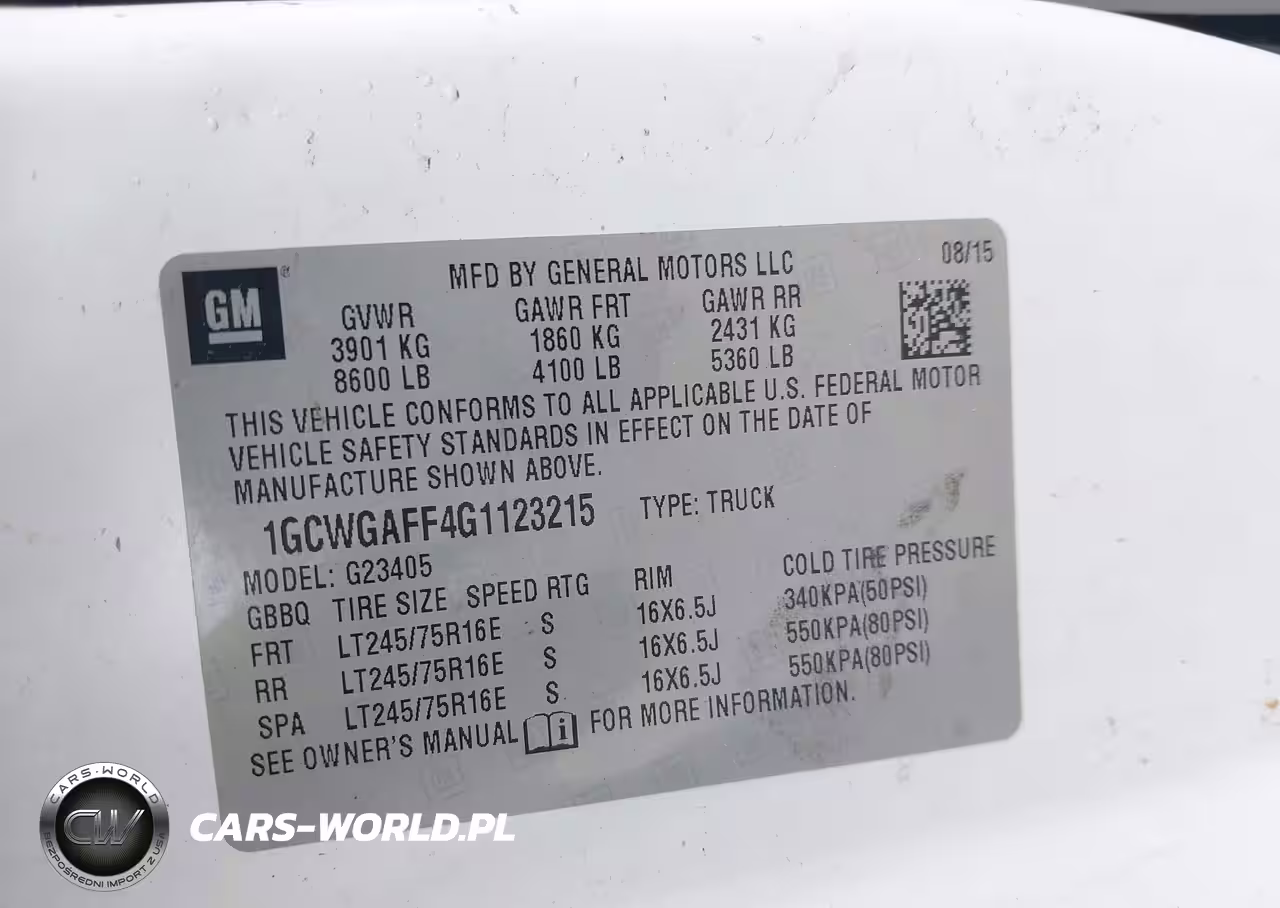 GM ®
MFD BY GENERAL MOTORS LLC
08/15
GVWR GAWR FRT GAWR RR
3901 KG 1860 KG 2431 KG
8600 LB 4100 LB 5360 LB
THIS VEHICLE CONFORMS TO ALL APPLICABLE U.S. FEDERAL MOTOR
VEHICLE SAFETY STANDARDS IN EFFECT ON THE DATE OF
MANUFACTURE SHOWN ABOVE.
1GCWGAFF4G1123215 TYPE: TRUCK
MODEL: G23405
GBBQ TIRE SIZE SPEED RTG RIM COLD TIRE PRESSURE
FRT LT245/75R16E S 16X6.5J 340KPA(50PSI)
RR LT245/75R16E S 16X6.5J 550KPA(80PSI)
SPA LT245/75R16E S 16X6.5J 550KPA(80PSI)
SEE OWNER'S MANUAL i FOR MORE INFORMATION.
CARS-WORLD
CW
BEZPOŚREDNI IMPORT Z USA
CARS-WORLD.PL